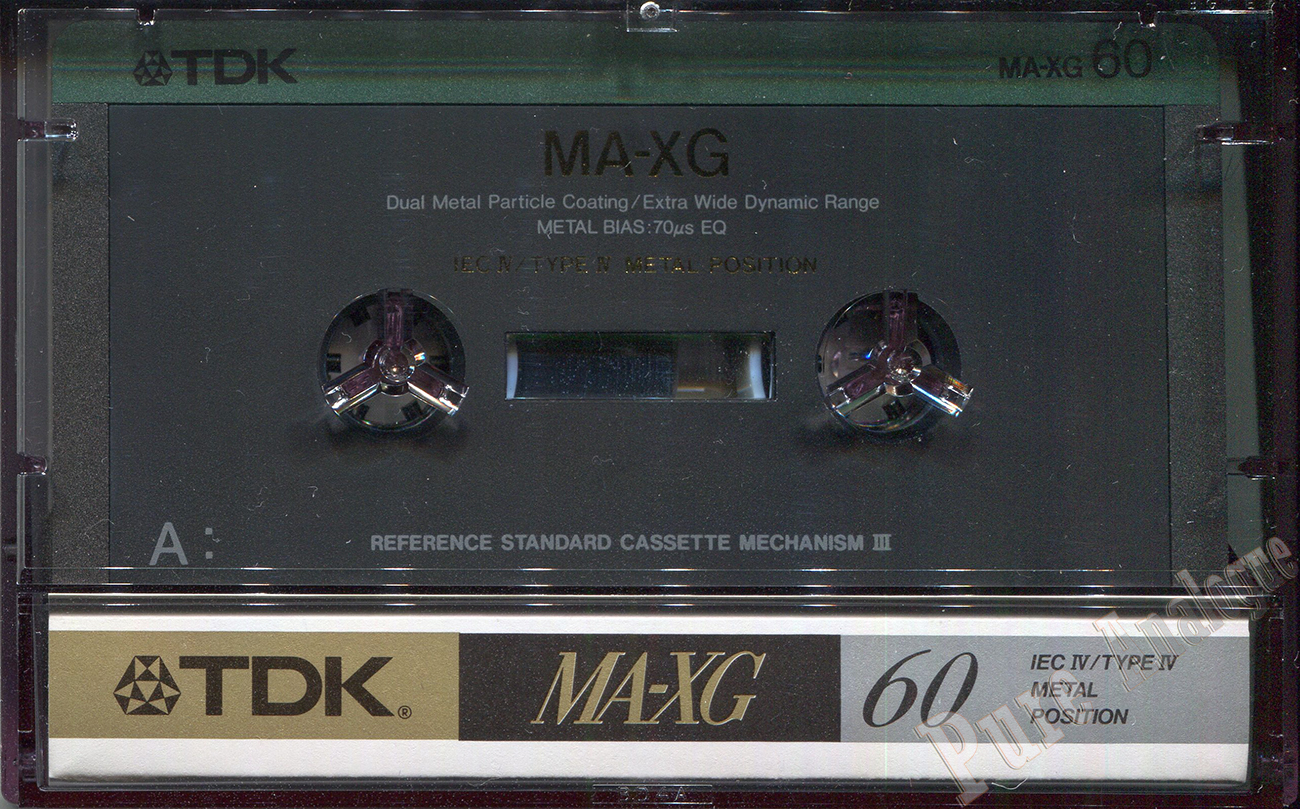 TDK
MA-XG 60
MA-XG
Dual Metal Particle Coating/Extra Wide Dynamic Range
METAL BIAS:70μs EQ
IEC Ⅳ/TYPE Ⅳ METAL POSITION
A:
REFERENCE STANDARD CASSETTE MECHANISM Ⅲ
TDK®
MA-XG
60
IEC Ⅳ/TYPE Ⅳ
METAL
POSITION
Pure Analogue